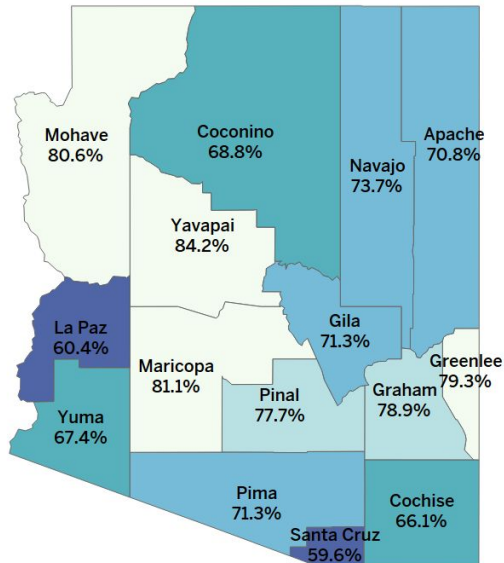 Mohave
80.6%
Coconino
68.8%
Navajo
73.7%
Apache
70.8%
Yavapai
84.2%
La Paz
60.4%
Gila
71.3%
Maricopa
81.1%
Pinal
77.7%
Graham
78.9%
Greenlee
79.3%
Yuma
67.4%
Pima
71.3%
Santa Cruz
59.6%
Cochise
66.1%